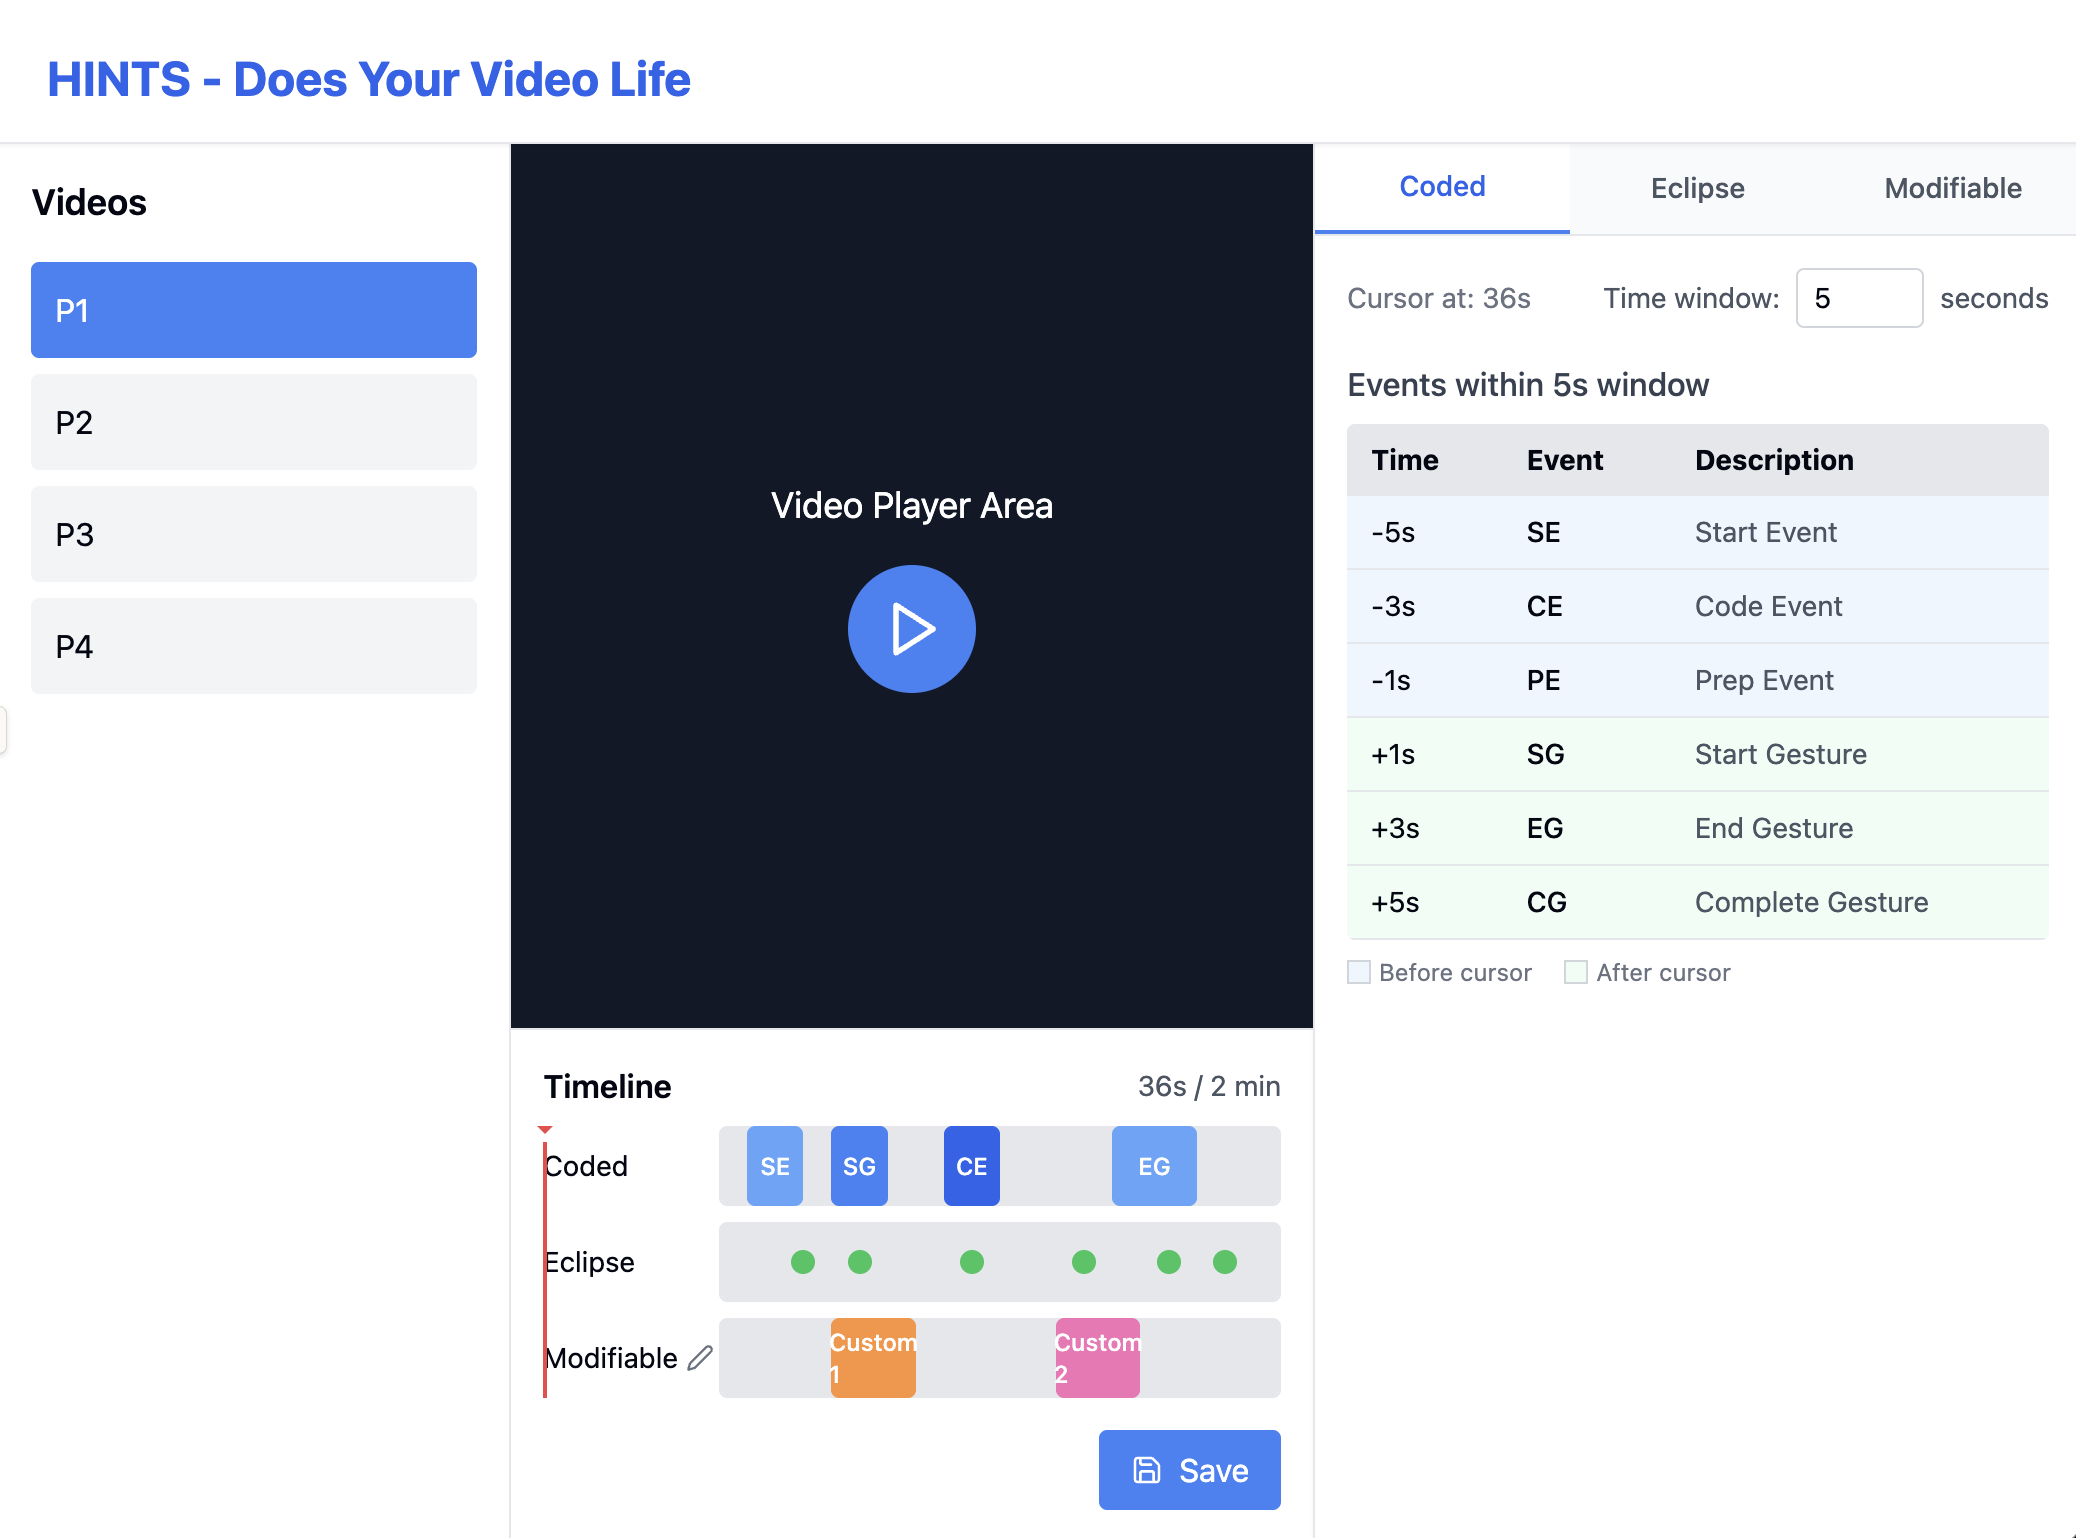 HINTS - Does Your Video Life
Videos
P1
P2
P3
P4
Video Player Area
Timeline
36s / 2 min
Coded
SE
SG
CE
EG
Eclipse
Modifiable
Custom
1
Custom
2
Save
Coded
Eclipse
Modifiable
Cursor at: 36s
Time window:
5
seconds
Events within 5s window
Time Event Description
-5s SE Start Event
-3s CE Code Event
-1s PE Prep Event
+1s SG Start Gesture
+3s EG End Gesture
+5s CG Complete Gesture
Before cursor
After cursor